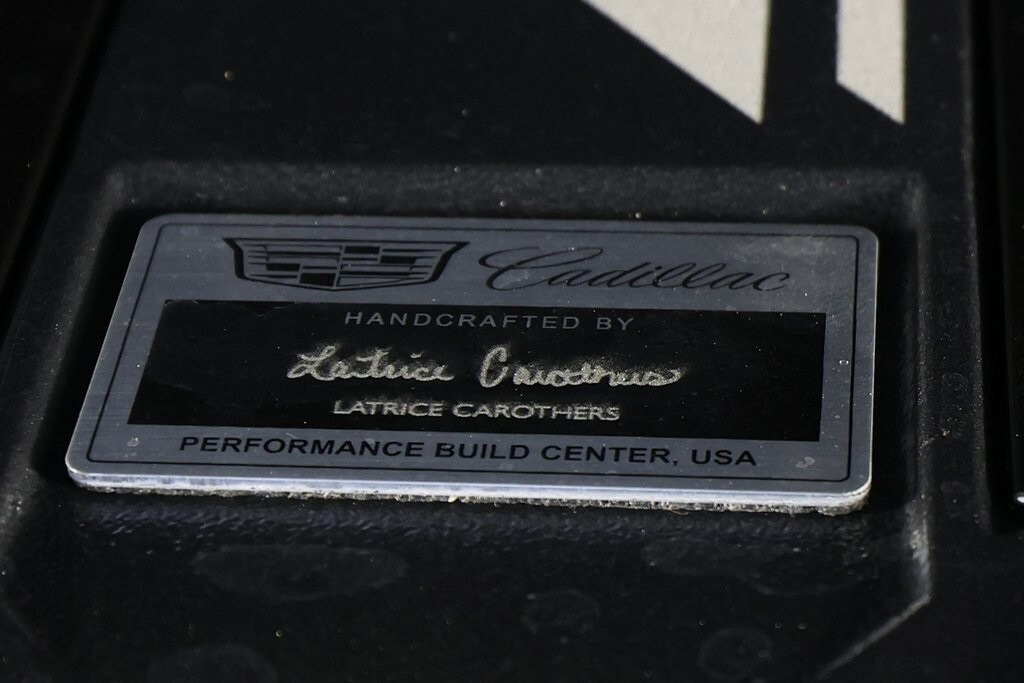 Cadillac
HANDCRAFTED BY
Latrice Carothers
LATRICE CAROTHERS
PERFORMANCE BUILD CENTER, USA